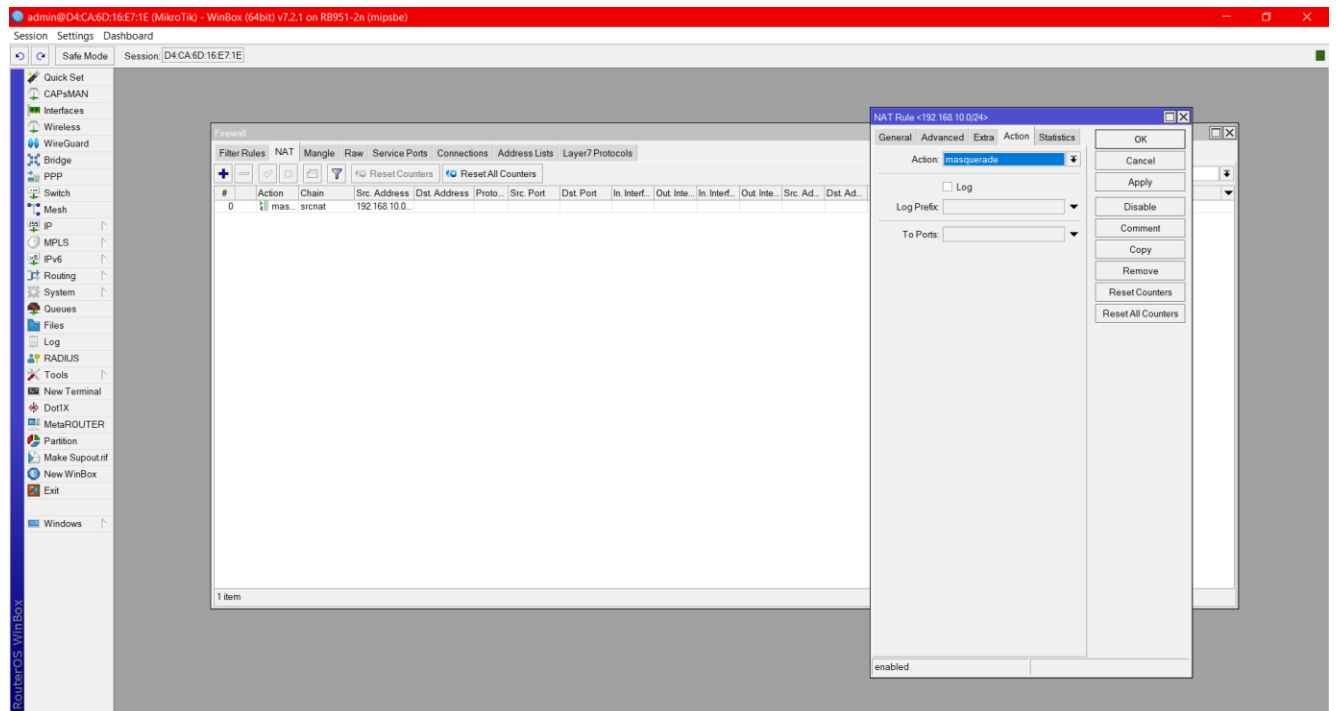 admin@D4:CA:6D:16:E7:1E (MikroTik) - WinBox (64bit) v7.2.1 on RB951-2n (mipsbe)
Session Settings Dashboard
Safe Mode Session: D4:CA:6D:16:E7:1E
Quick Set
CAPsMAN
Interfaces
Wireless
WireGuard
Bridge
PPP
Switch
Mesh
IP
MPLS
IPv6
Routing
System
Queues
Files
Log
RADIUS
Tools
New Terminal
Dot1X
MetaROUTER
Partition
Make Supout.rif
New WinBox
Exit
Windows
RouterOS WinBox
Firewall
Filter Rules NAT Mangle Raw Service Ports Connections Address Lists Layer7 Protocols
Reset Counters Reset All Counters
# Action Chain Src. Address Dst. Address Proto... Src. Port Dst. Port In. Interf... Out. Inte... In. Interf... Out. Inte... Src. Ad... Dst. Ad...
0 mas... srcnat 192.168.10.0...
1 item
NAT Rule <192.168.10.0/24>
General Advanced Extra Action Statistics
Action: masquerade
Log
Log Prefix:
To Ports:
OK
Cancel
Apply
Disable
Comment
Copy
Remove
Reset Counters
Reset All Counters
enabled